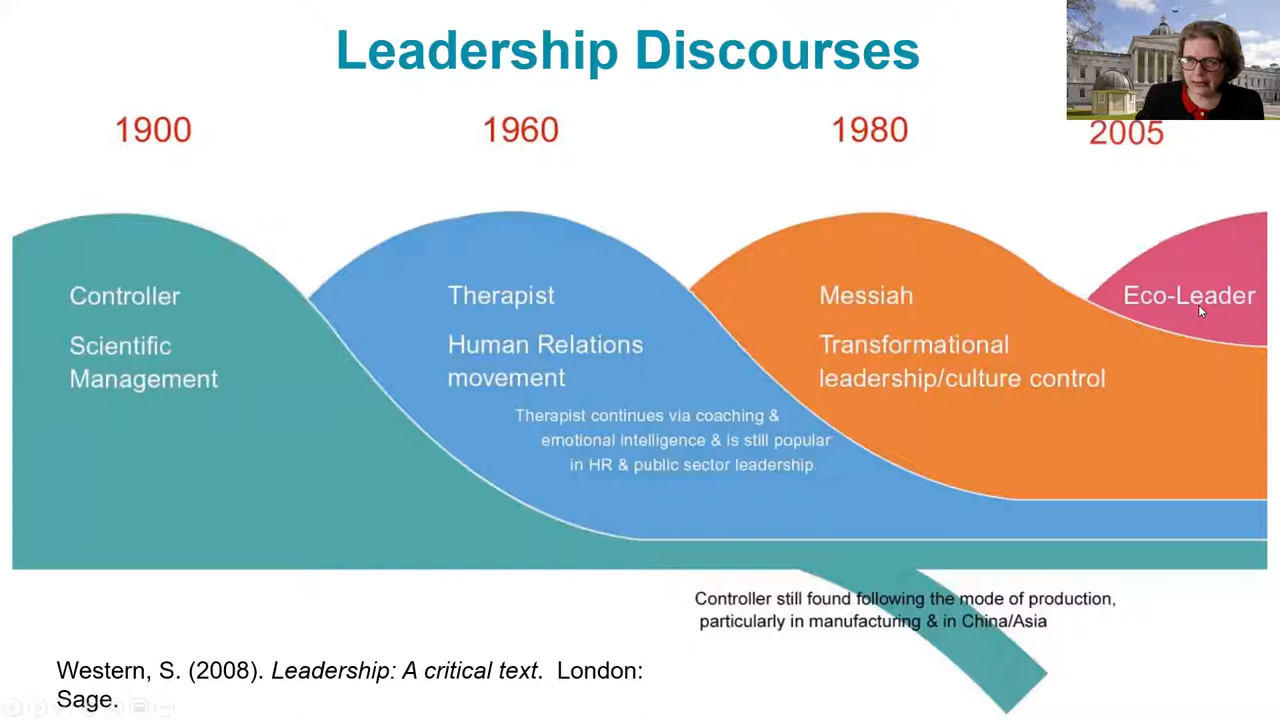 Leadership Discourses
1900
1960
1980
2005
Controller
Scientific
Management
Therapist
Human Relations
movement
Therapist continues via coaching &
emotional intelligence & is still popular
in HR & public sector leadership
Messiah
Transformational
leadership/culture control
Eco-Leader
Controller still found following the mode of production,
particularly in manufacturing & in China/Asia
Western, S. (2008). Leadership: A critical text. London:
Sage.